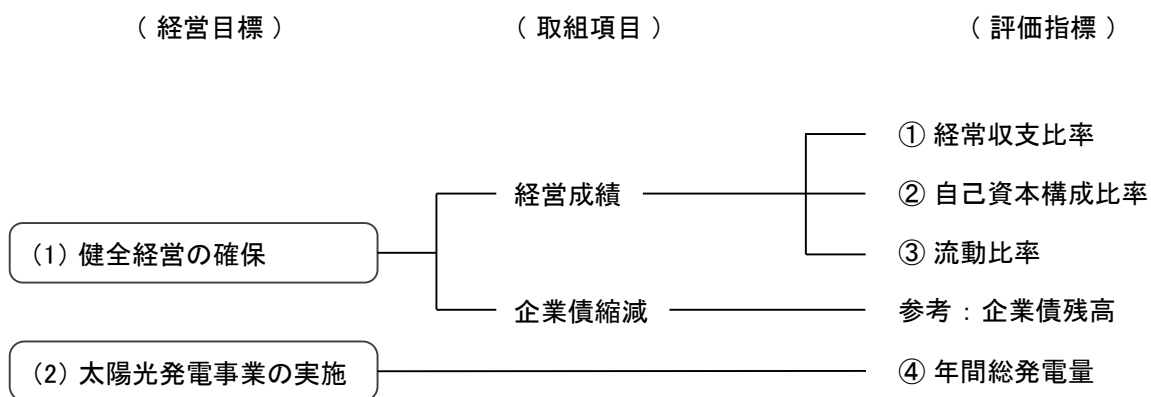 （ 経営目標 ） （ 取組項目 ） （ 評価指標 ）
① 経常収支比率
経営成績 ② 自己資本構成比率
（1） 健全経営の確保 ③ 流動比率
企業債縮減 参考 ： 企業債残高
（2） 太陽光発電事業の実施 ④ 年間総発電量